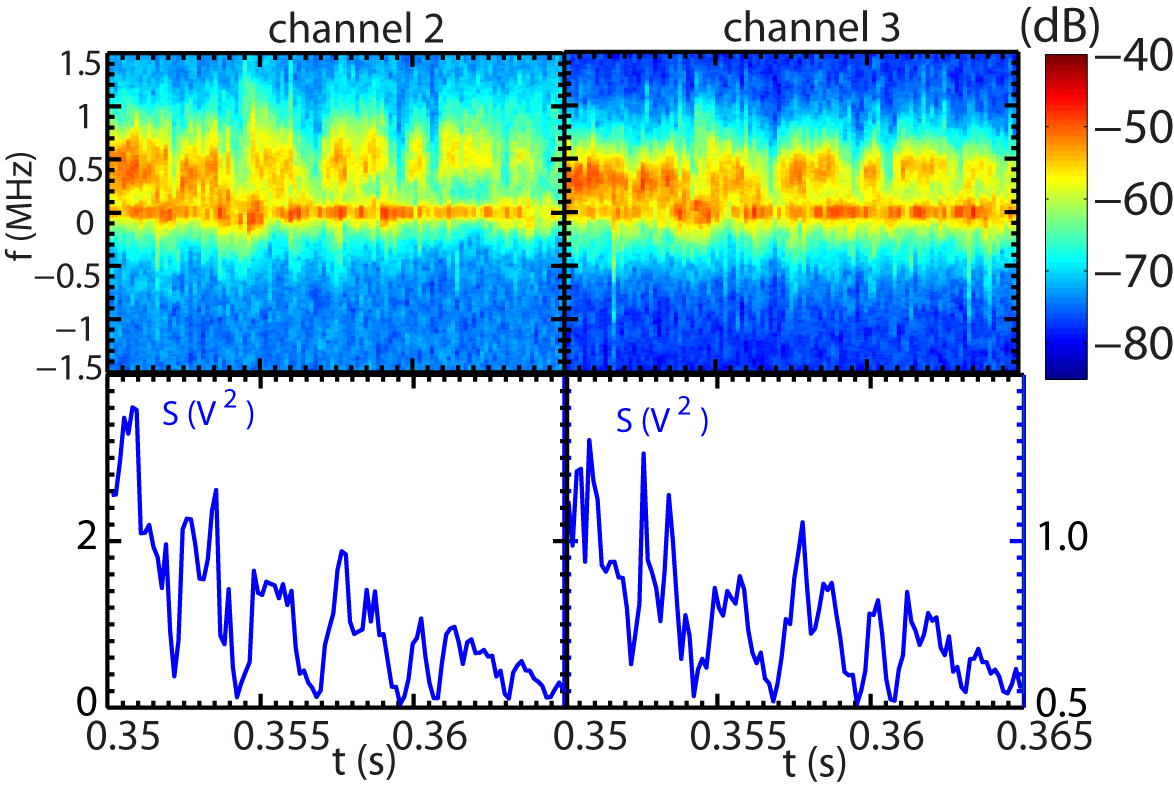 channel 2 channel 3 (dB)
1.5 −40
1 −50
0.5 −60
0 −70
−0.5 −80
−1
−1.5
f (MHz)
S (V 2 ) S (V 2 )
2 1.0
0 0.5
0.35 0.355 0.36 0.35 0.355 0.36 0.365
t (s) t (s)